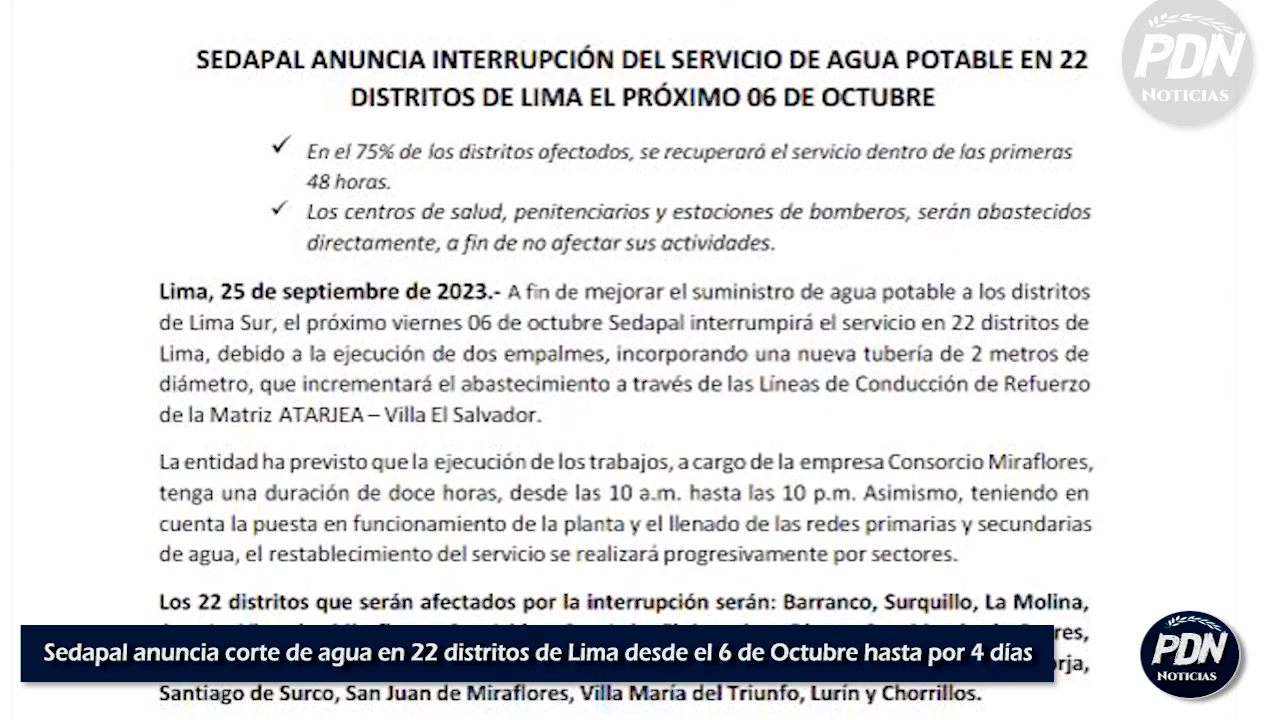 SEDAPAL ANUNCIA INTERRUPCIÓN DEL SERVICIO DE AGUA POTABLE EN 22
DISTRITOS DE LIMA EL PRÓXIMO 06 DE OCTUBRE
PDN
NOTICIAS
✓ En el 75% de los distritos afectados, se recuperará el servicio dentro de las primeras
48 horas.
✓ Los centros de salud, penitenciarios y estaciones de bomberos, serán abastecidos
directamente, a fin de no afectar sus actividades.
Lima, 25 de septiembre de 2023.- A fin de mejorar el suministro de agua potable a los distritos
de Lima Sur, el próximo viernes 06 de octubre Sedapal interrumpirá el servicio en 22 distritos de
Lima, debido a la ejecución de dos empalmes, incorporando una nueva tubería de 2 metros de
diámetro, que incrementará el abastecimiento a través de las Líneas de Conducción de Refuerzo
de la Matriz ATARJEA – Villa El Salvador.
La entidad ha previsto que la ejecución de los trabajos, a cargo de la empresa Consorcio Miraflores,
tenga una duración de doce horas, desde las 10 a.m. hasta las 10 p.m. Asimismo, teniendo en
cuenta la puesta en funcionamiento de la planta y el llenado de las redes primarias y secundarias
de agua, el restablecimiento del servicio se realizará progresivamente por sectores.
Los 22 distritos que serán afectados por la interrupción serán: Barranco, Surquillo, La Molina,
Sedapal anuncia corte de agua en 22 distritos de Lima desde el 6 de Octubre hasta por 4 días
Santiago de Surco, San Juan de Miraflores, Villa María del Triunfo, Lurín y Chorrillos.
PDN
NOTICIAS